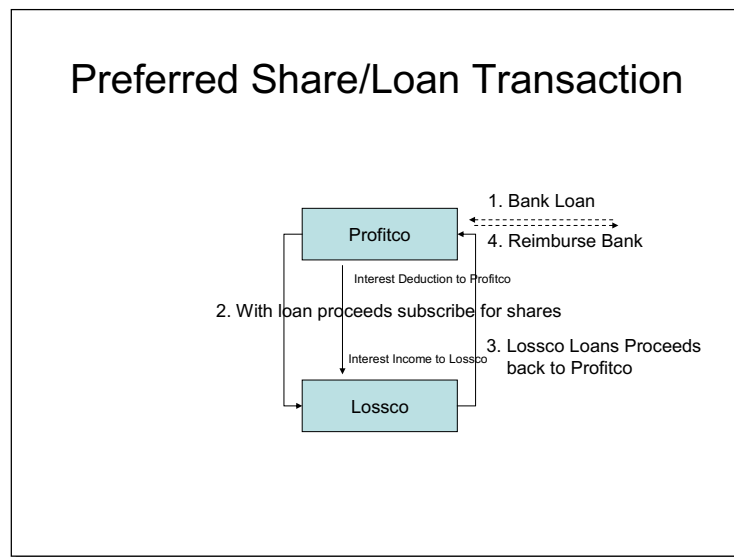 Preferred Share/Loan Transaction
1. Bank Loan
Profitco
4. Reimburse Bank
Interest Deduction to Profitco
2. With loan proceeds subscribe for shares
3. Lossco Loans Proceeds
back to Profitco
Interest Income to Lossco
Lossco